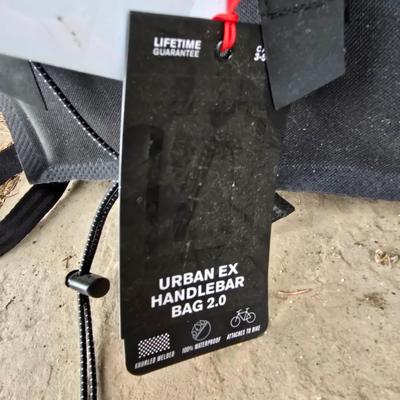 LIFETIME
GUARANTEE
URBAN EX
HANDLEBAR
BAG 2.0
KNURLED WELDED
100% WATERPROOF
ATTACHES TO BIKE